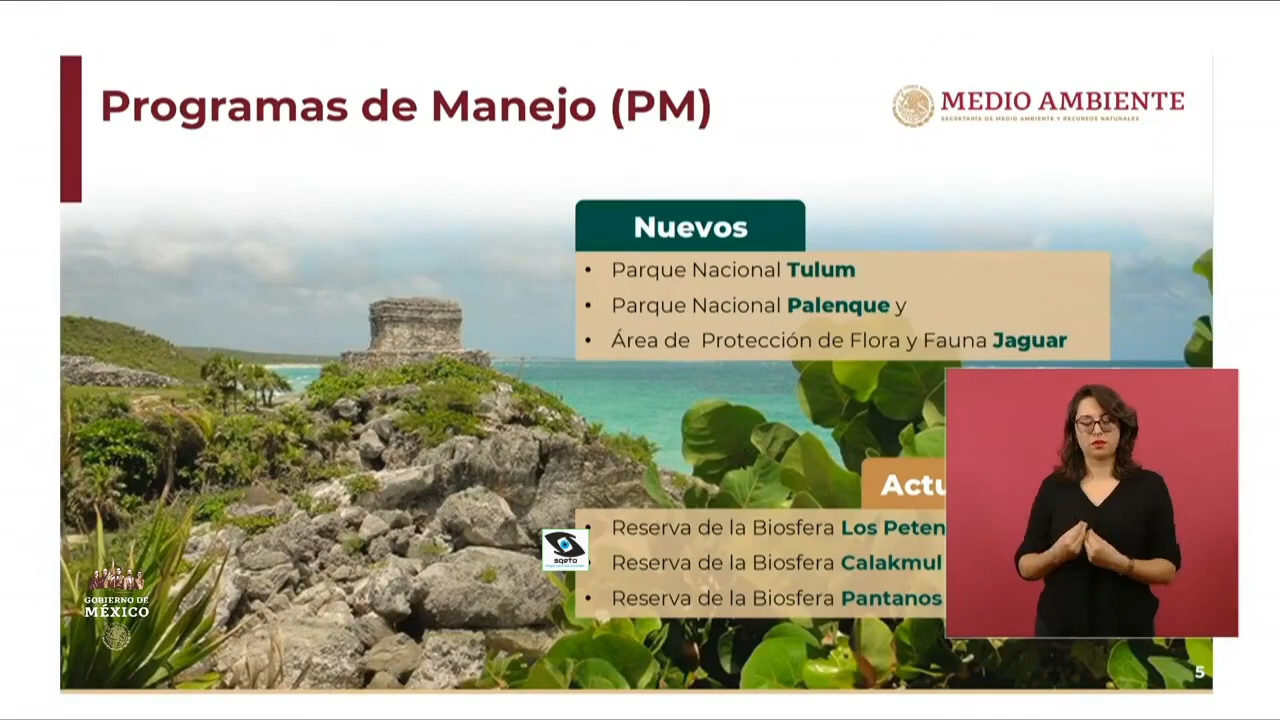 Programas de Manejo (PM)
MEDIO AMBIENTE
SECRETARÍA DE MEDIO AMBIENTE Y RECURSOS NATURALES
Nuevos
• Parque Nacional Tulum
• Parque Nacional Palenque y
• Área de Protección de Flora y Fauna Jaguar
Actu
• Reserva de la Biosfera Los Peten
• Reserva de la Biosfera Calakmul
• Reserva de la Biosfera Pantanos
sqeto
GOBIERNO DE
MÉXICO
5